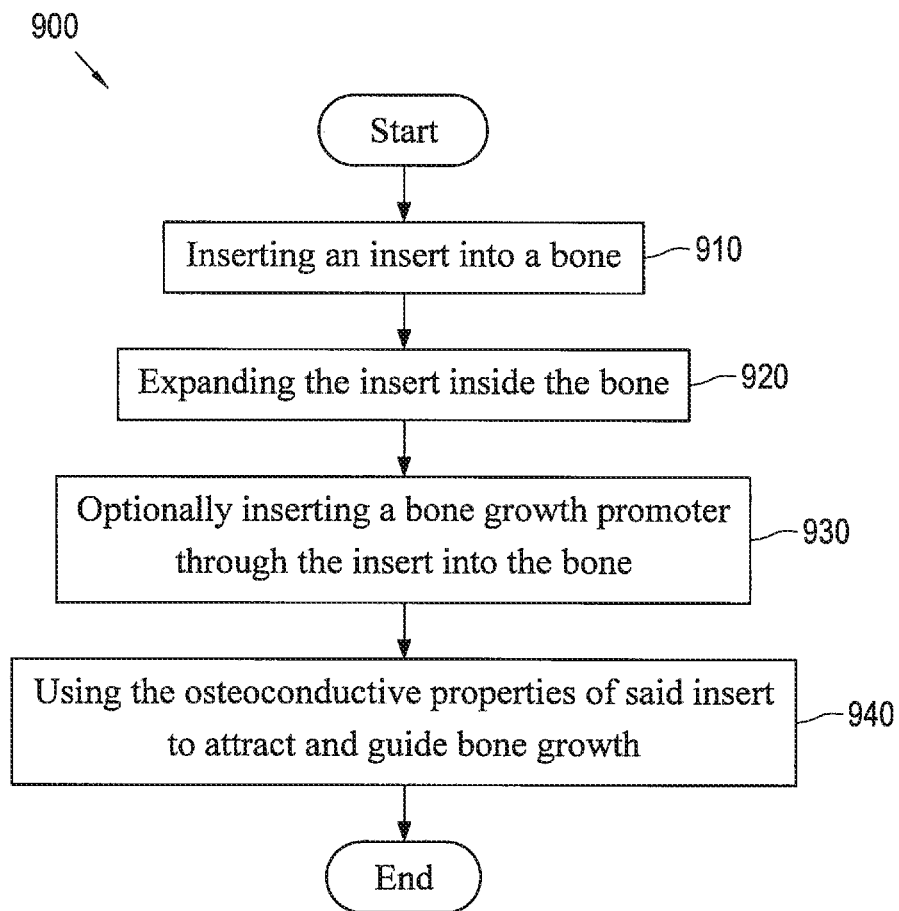 900
Start
Inserting an insert into a bone
910
Expanding the insert inside the bone
920
Optionally inserting a bone growth promoter
through the insert into the bone
930
Using the osteoconductive properties of said insert
to attract and guide bone growth
940
End